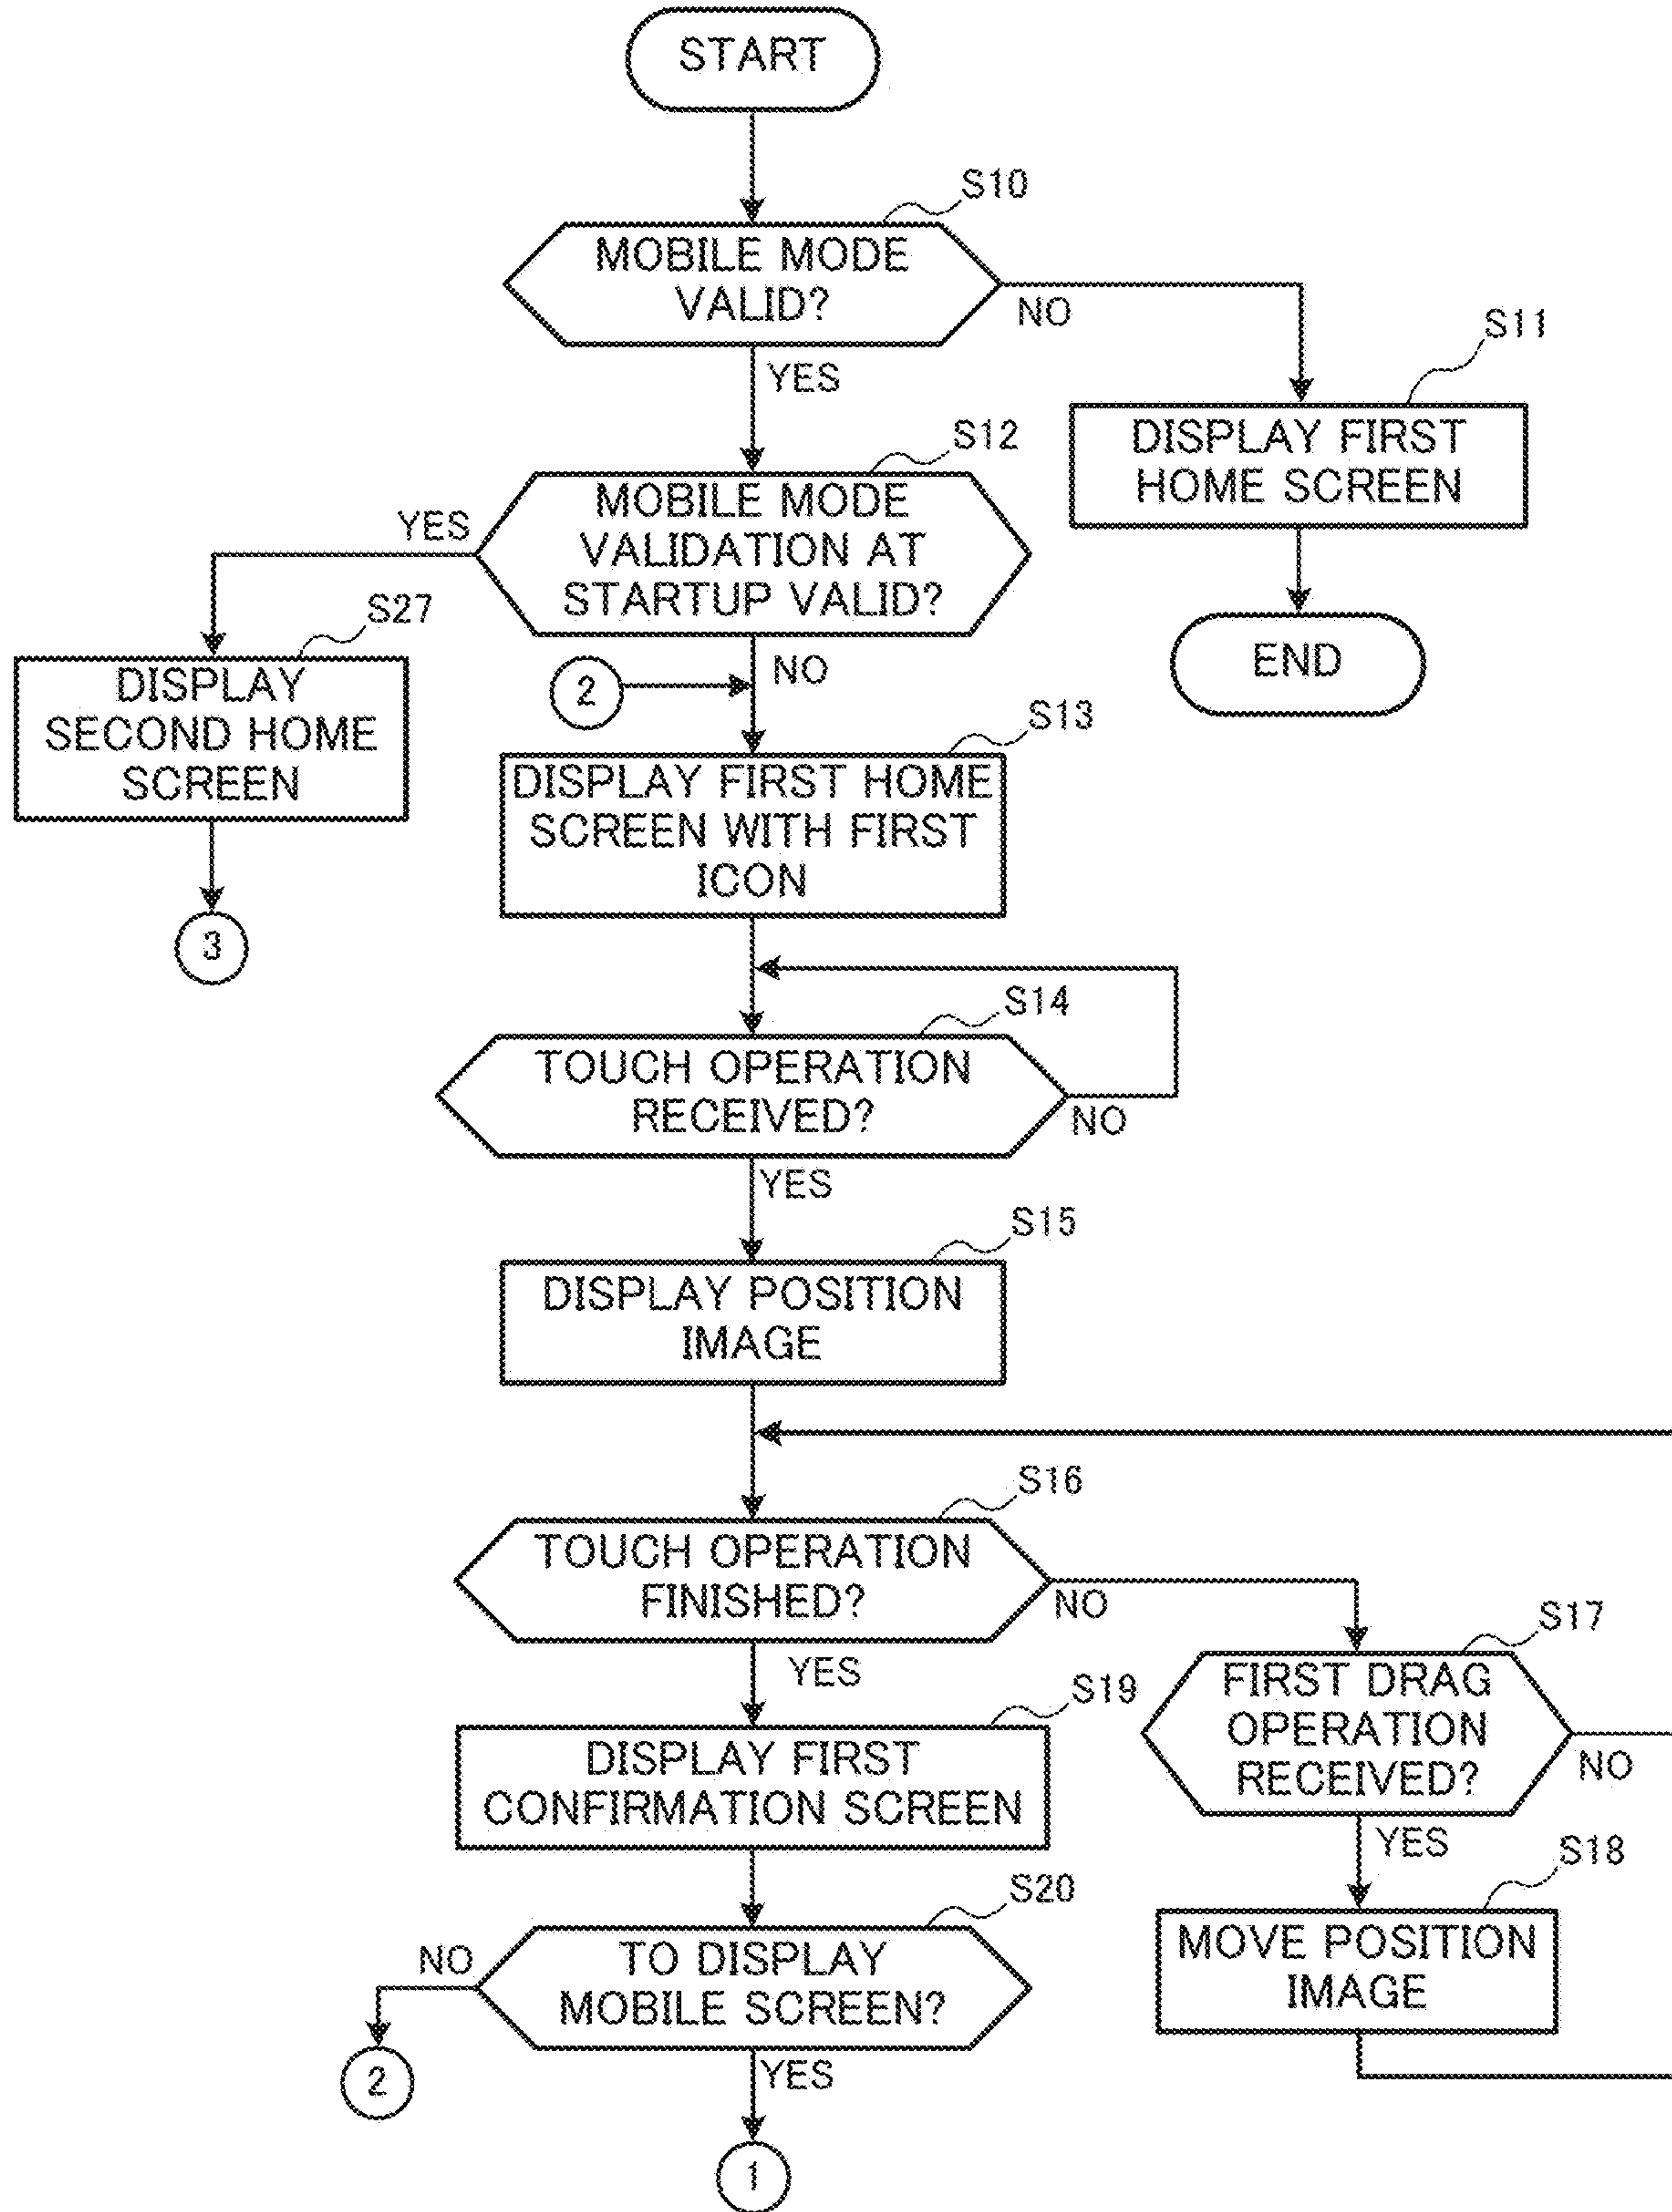 START
S10
MOBILE MODE
VALID?
NO
YES
S11
DISPLAY FIRST
HOME SCREEN
END
S12
MOBILE MODE
VALIDATION AT
STARTUP VALID?
YES
NO
S27
DISPLAY
SECOND HOME
SCREEN
3
2
S13
DISPLAY FIRST HOME
SCREEN WITH FIRST
ICON
S14
TOUCH OPERATION
RECEIVED?
NO
YES
S15
DISPLAY POSITION
IMAGE
S16
TOUCH OPERATION
FINISHED?
NO
YES
S17
FIRST DRAG
OPERATION
RECEIVED?
NO
YES
S18
MOVE POSITION
IMAGE
S19
DISPLAY FIRST
CONFIRMATION SCREEN
S20
TO DISPLAY
MOBILE SCREEN?
NO
2
YES
1